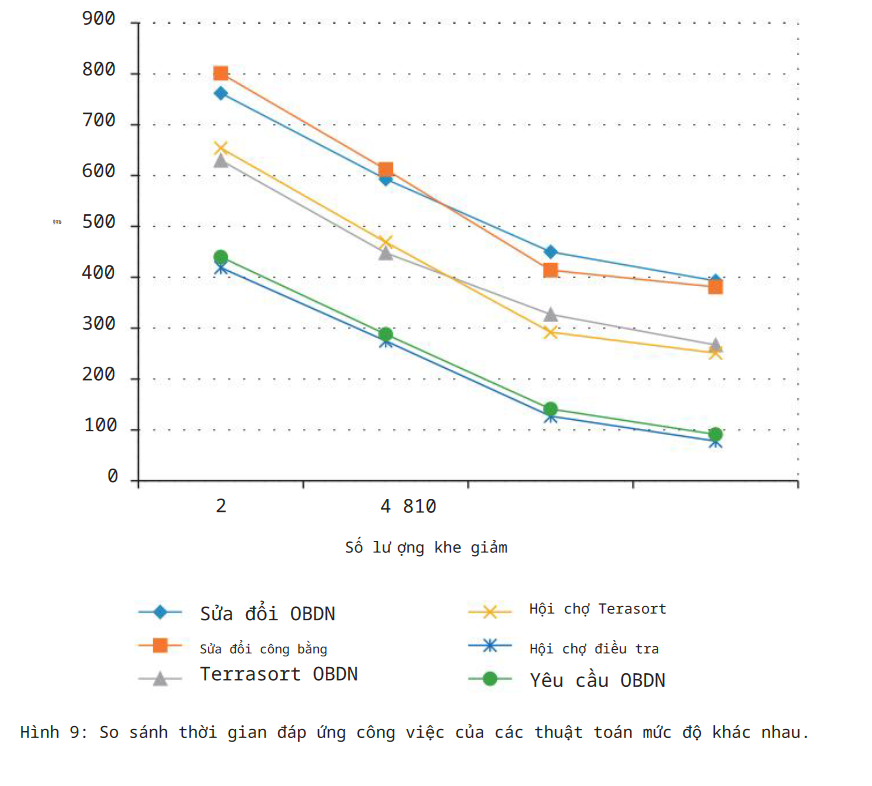 900
800
700
600
500
400
300
200
100
0
2 4 810
Số lượng khe giảm
Sửa đổi OBDN
Sửa đổi công bằng
Terrasort OBDN
Hội chợ Terasort
Hội chợ điều tra
Yêu cầu OBDN
Hình 9: So sánh thời gian đáp ứng công việc của các thuật toán mức độ khác nhau.